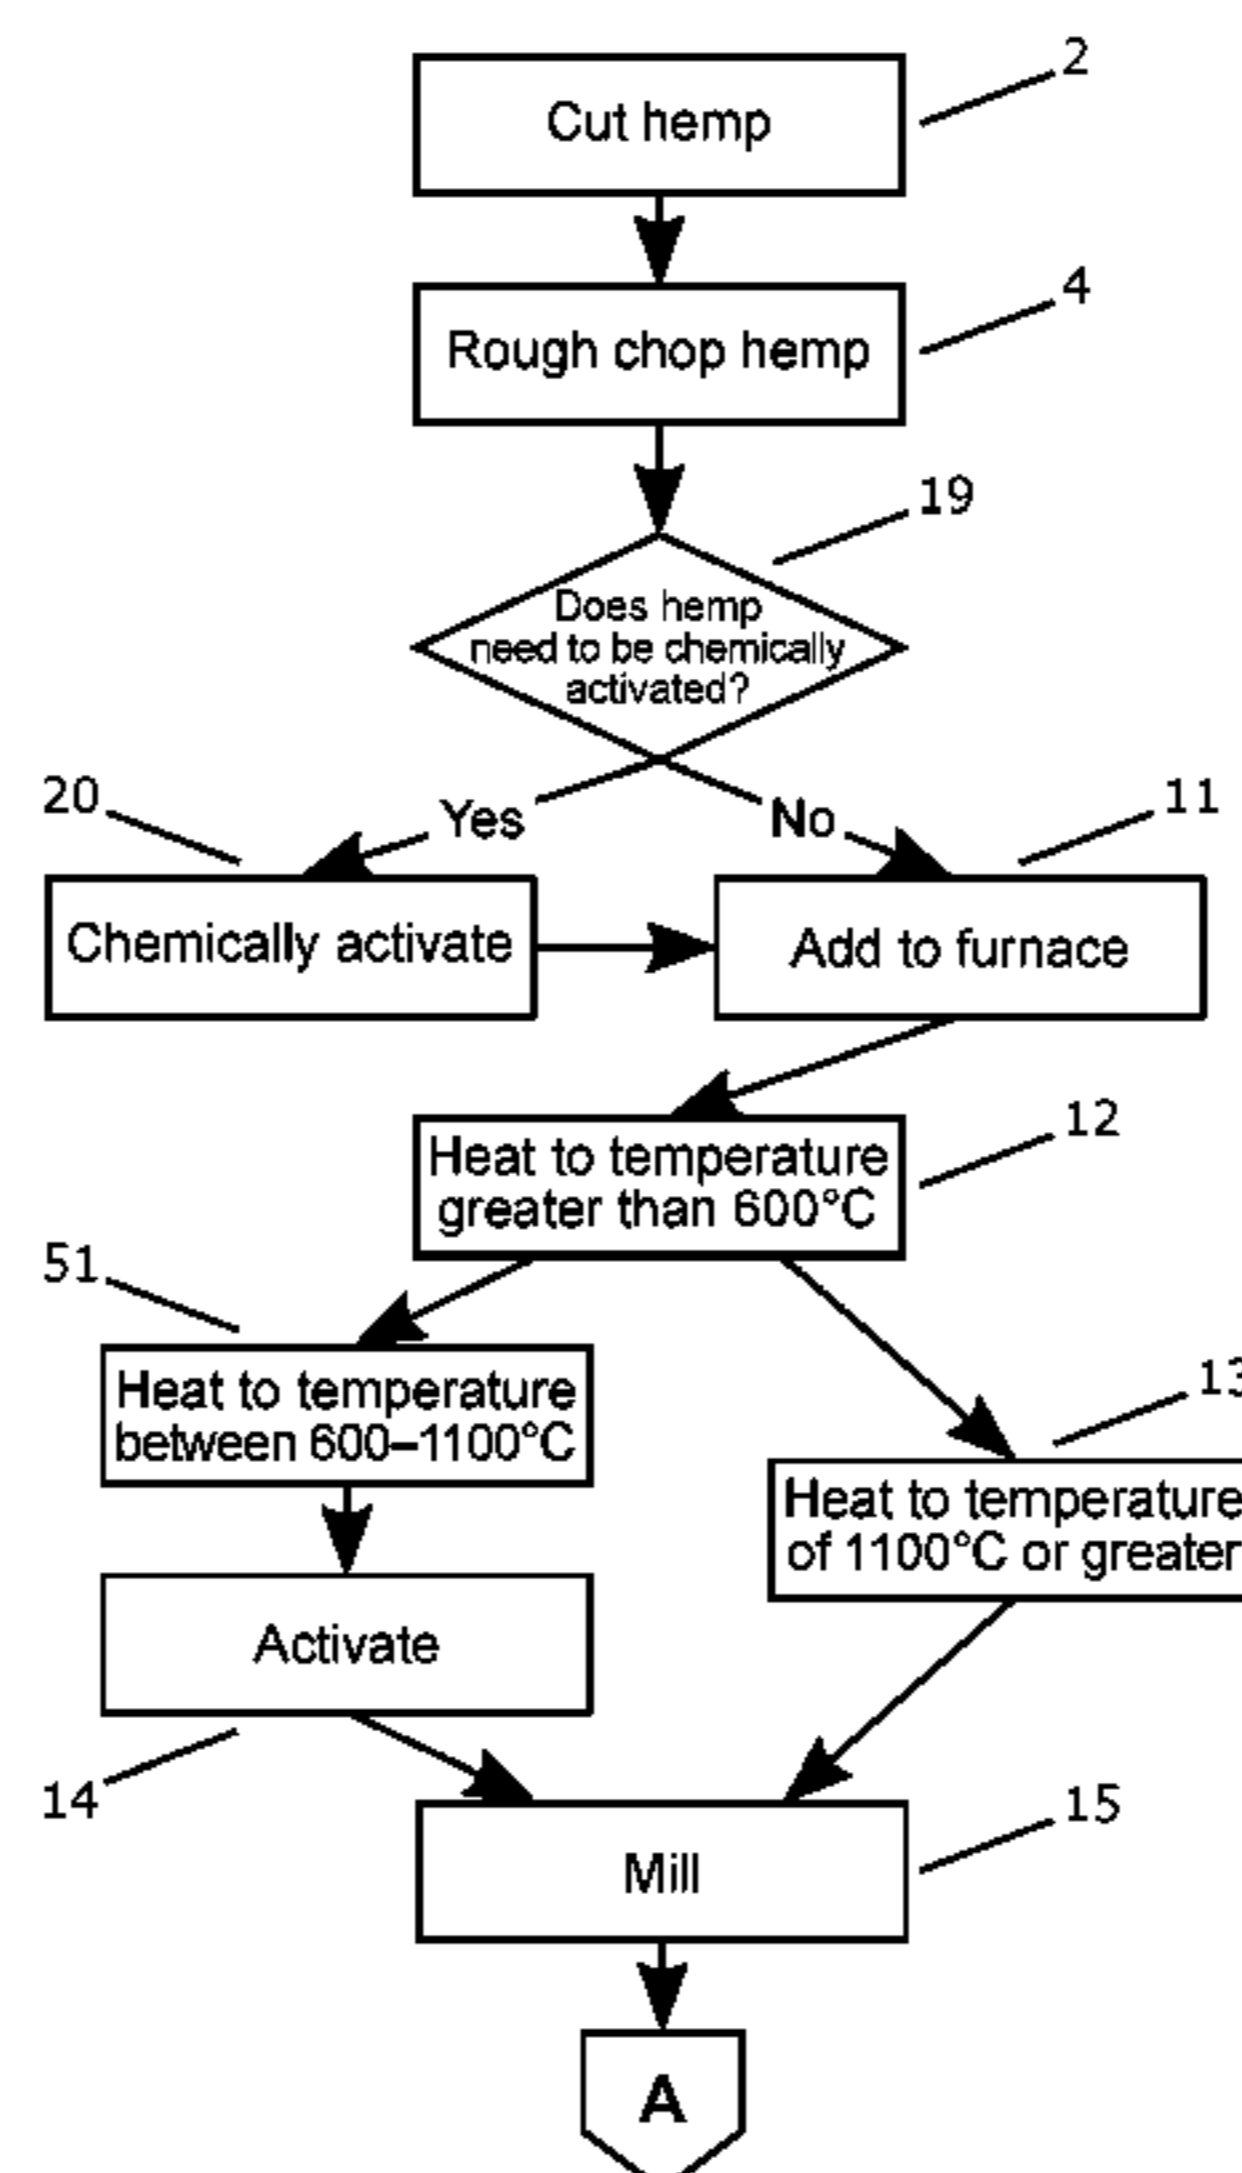 2
Cut hemp
4
Rough chop hemp
19
Does hemp
need to be chemically
activated?
20
Yes
No
11
Chemically activate
Add to furnace
12
Heat to temperature
greater than 600°C
51
Heat to temperature
between 600–1100°C
13
Heat to temperature
of 1100°C or greater
Activate
14
15
Mill
A